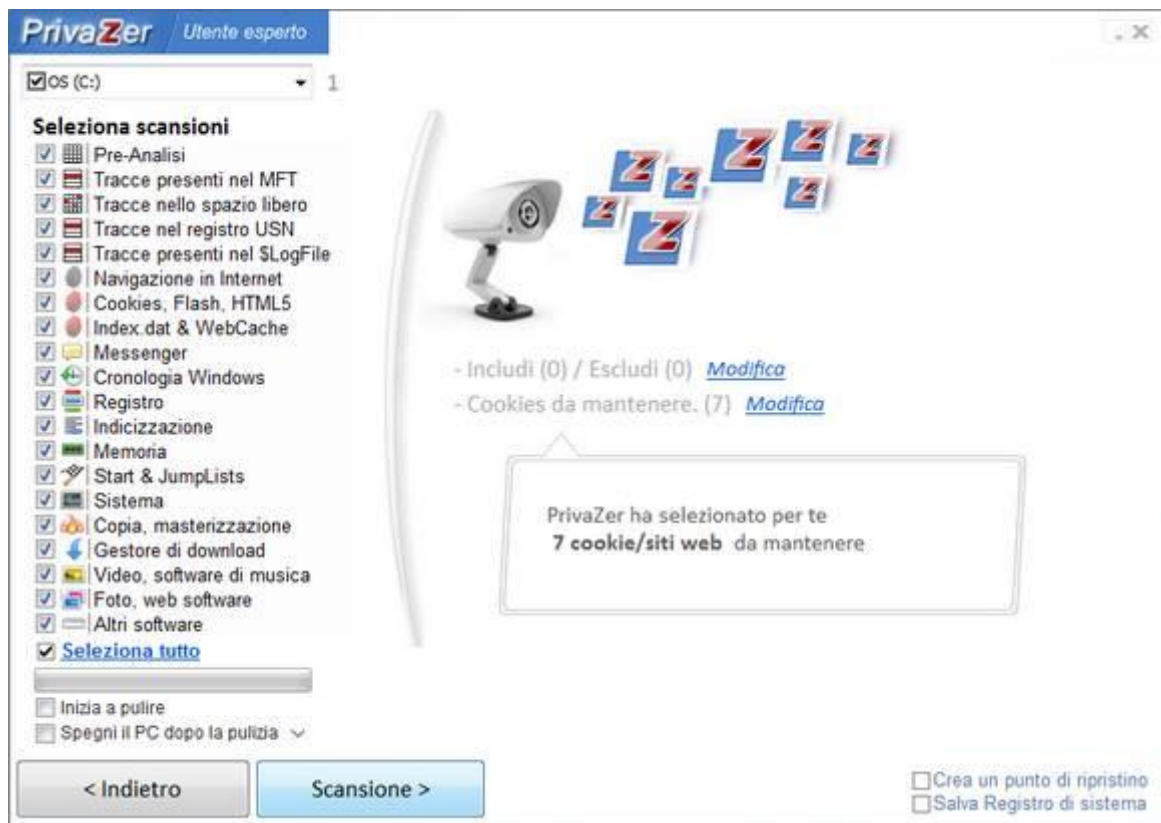 PrivaZer Utente esperto
OS (C:) 1
Seleziona scansioni
Pre-Analisi
Tracce presenti nel MFT
Tracce nello spazio libero
Tracce nel registro USN
Tracce presenti nel $LogFile
Navigazione in Internet
Cookies, Flash, HTML5
Index.dat & WebCache
Messenger
Cronologia Windows
Registro
Indicizzazione
Memoria
Start & JumpLists
Sistema
Copia, masterizzazione
Gestore di download
Video, software di musica
Foto, web software
Altri software
Seleziona tutto
Inizia a pulire
Spegni il PC dopo la pulizia
< Indietro
Scansione >
Z Z Z Z Z Z Z Z
- Includi (0) / Escludi (0) Modifica
- Cookies da mantenere. (7) Modifica
PrivaZer ha selezionato per te
7 cookie/siti web da mantenere
Crea un punto di ripristino
Salva Registro di sistema